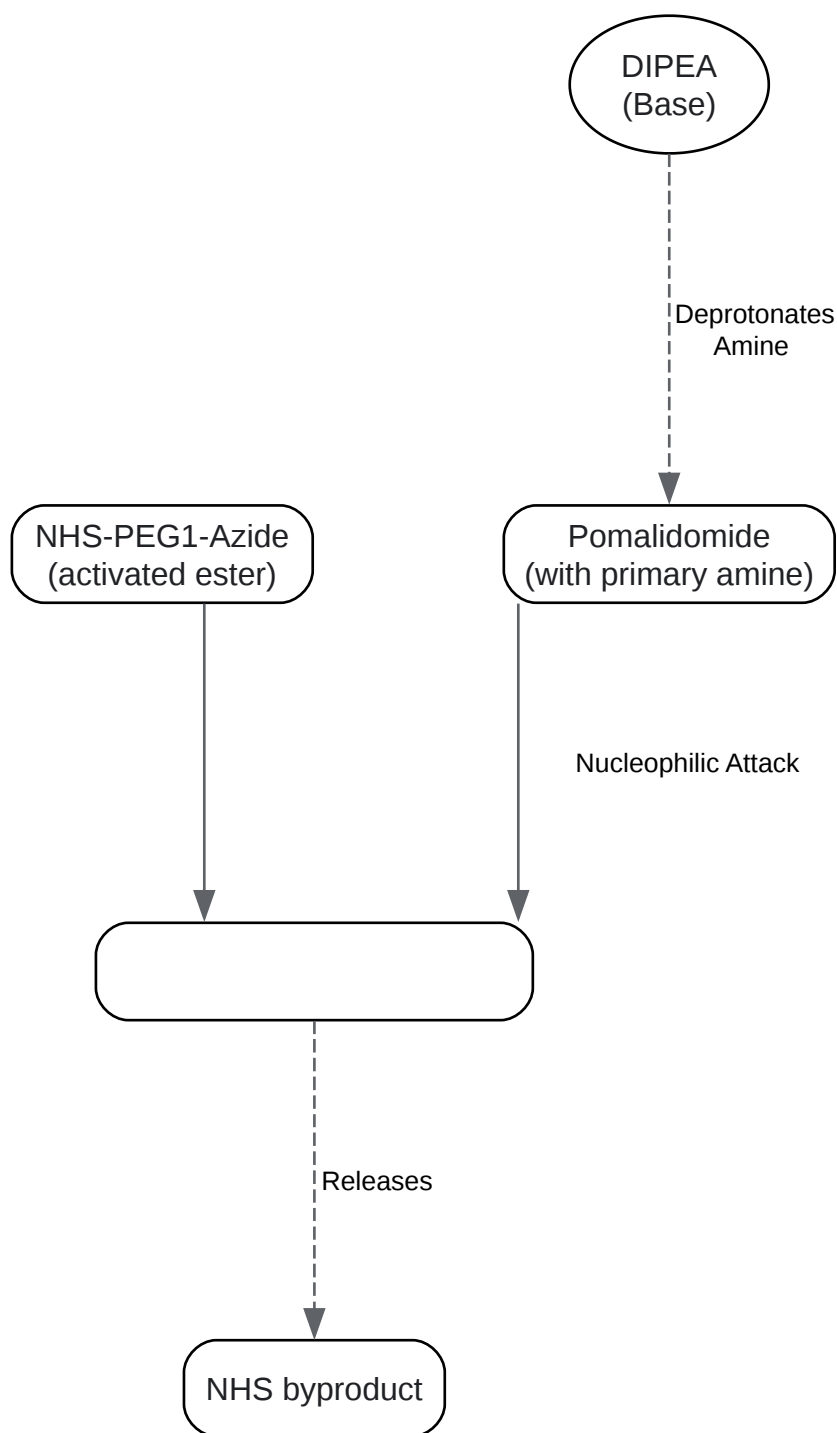 DIPEA
(Base)
Deprotonates
Amine
NHS-PEG1-Azide
(activated ester)
Pomalidomide
(with primary amine)
Nucleophilic Attack
Releases
NHS byproduct